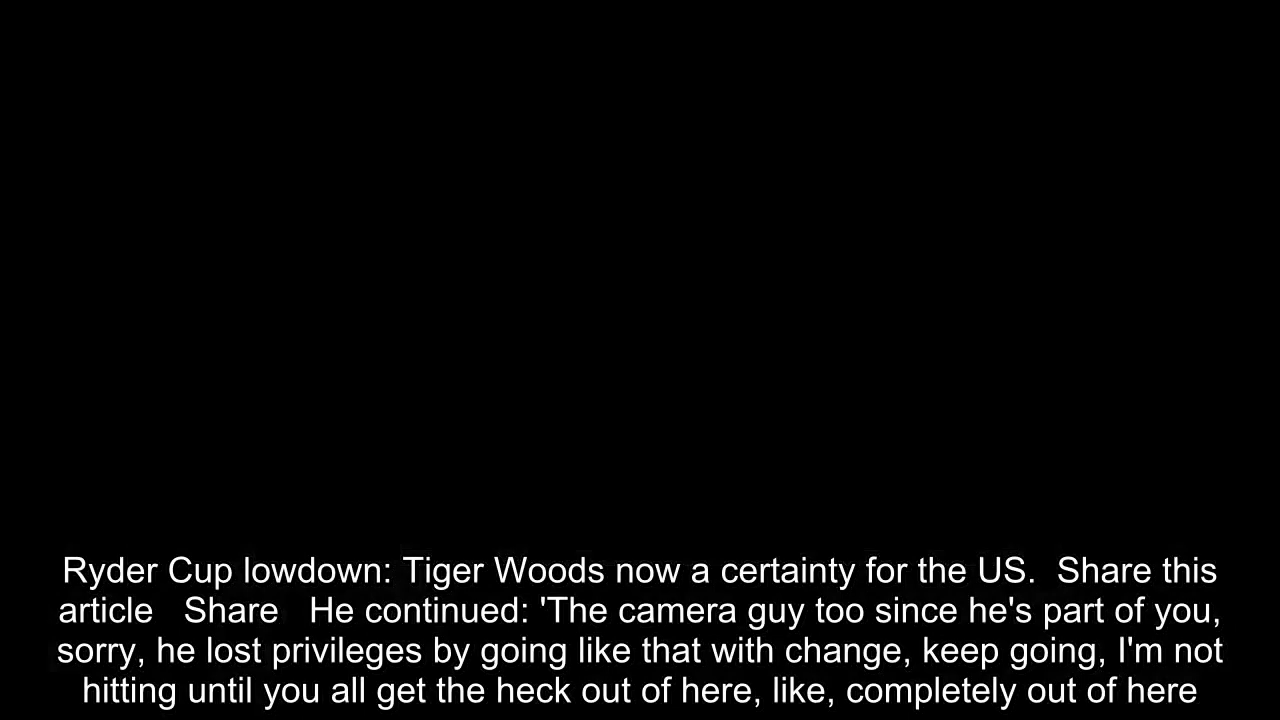 Ryder Cup lowdown: Tiger Woods now a certainty for the US.  Share this
article   Share   He continued: 'The camera guy too since he's part of you,
sorry, he lost privileges by going like that with change, keep going, I'm not
hitting until you all get the heck out of here, like, completely out of here